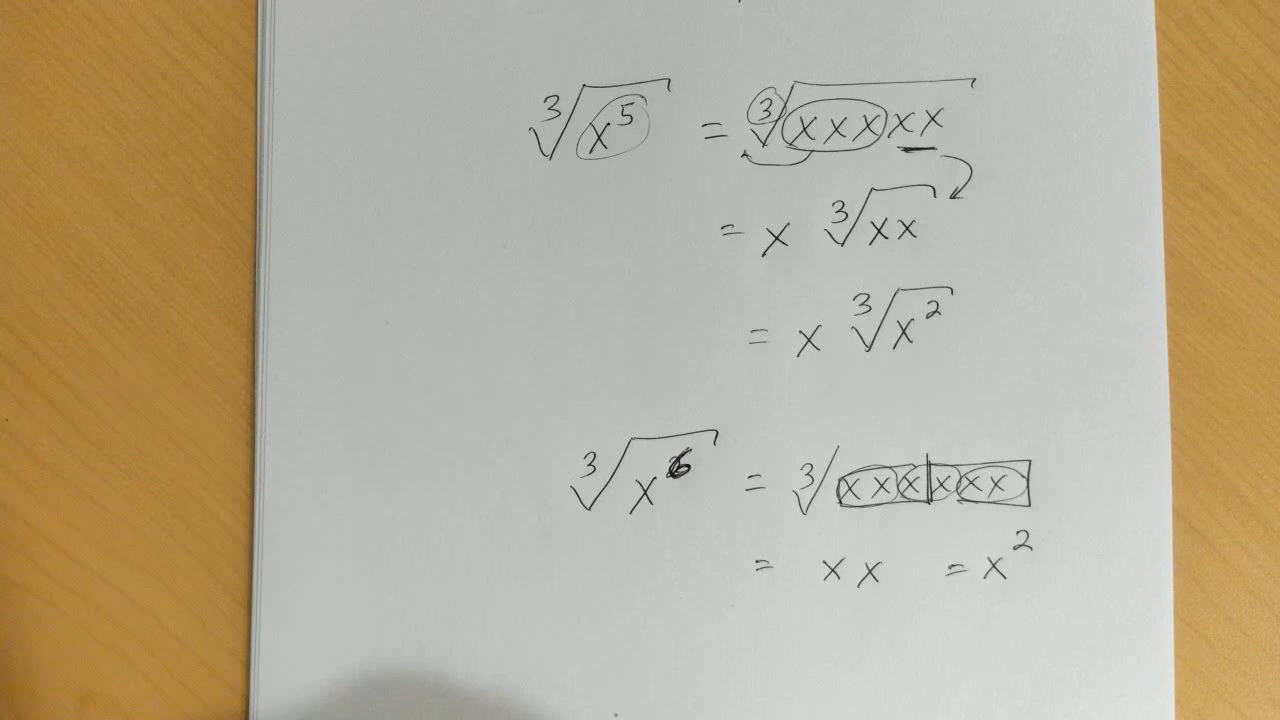 ∛x⁵ = ∛xxxxx
= x ∛xx
= x ∛x²
∛x⁶ = ∛xxxxxx
= xx = x²